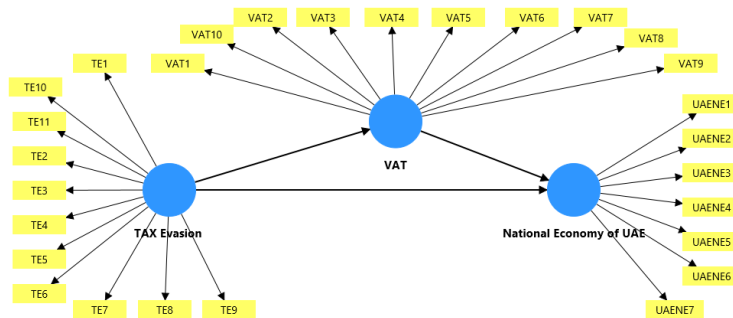 VAT2
VAT3
VAT4
VAT5
VAT6
VAT7
VAT10
VAT8
VAT1
VAT9
TE1
TE10
TE11
TE2
TE3
TE4
TE5
TE6
TE7
TE8
TE9
TAX Evasion
VAT
National Economy of UAE
UAENE1
UAENE2
UAENE3
UAENE4
UAENE5
UAENE6
UAENE7